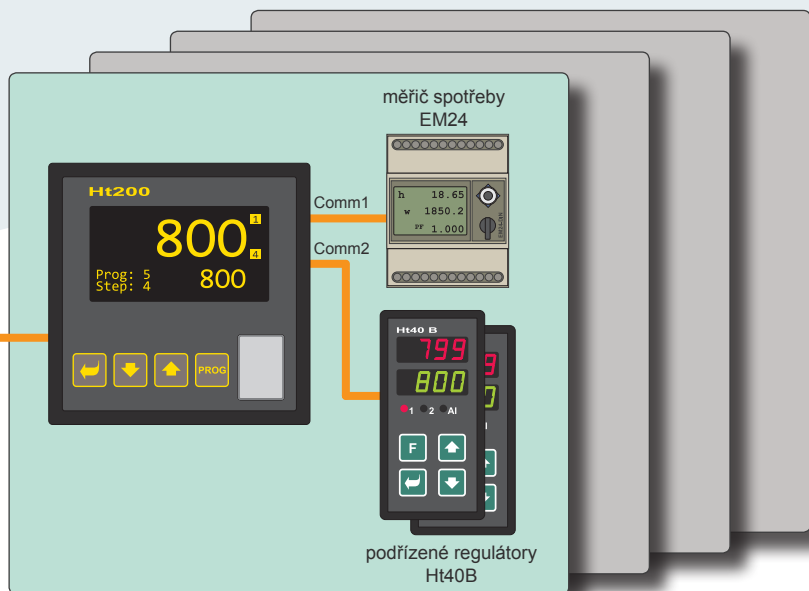 měřič spotřeby
EM24
h 18.65
w 1850.2
PF 1.000
Ht200
800
1
4
Prog: 5
Step: 4
800
PROG
Comm1
Comm2
Ht40 B
799
800
1 2 AI
F
podřízené regulátory
Ht40B